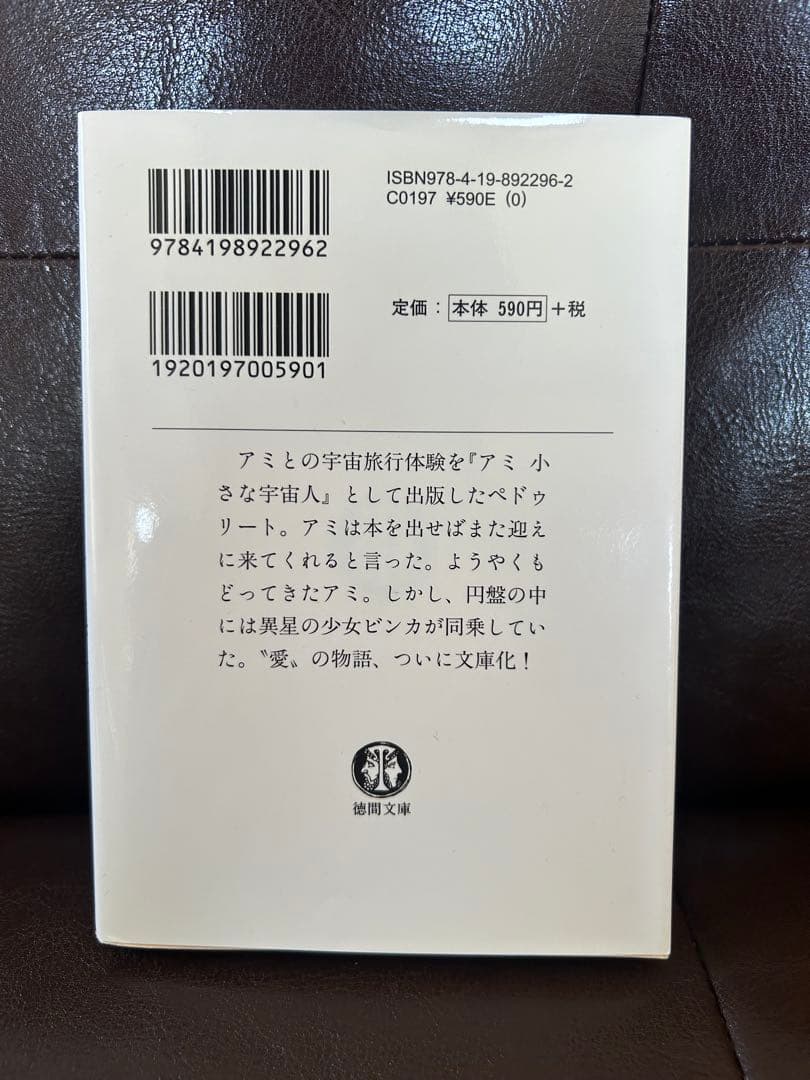 ISBN978-4-19-892296-2
C0197 ¥590E (0)
9784198922962
定価：本体 590円＋税
1920197005901
アミとの宇宙旅行体験を『アミ 小
さな宇宙人』として出版したペドゥ
リート。アミは本を出せばまた迎え
に来てくれると言った。ようやくも
どってきたアミ。しかし、円盤の中
には異星の少女ビンカが同乗してい
た。〝愛〟の物語、ついに文庫化！
徳間文庫